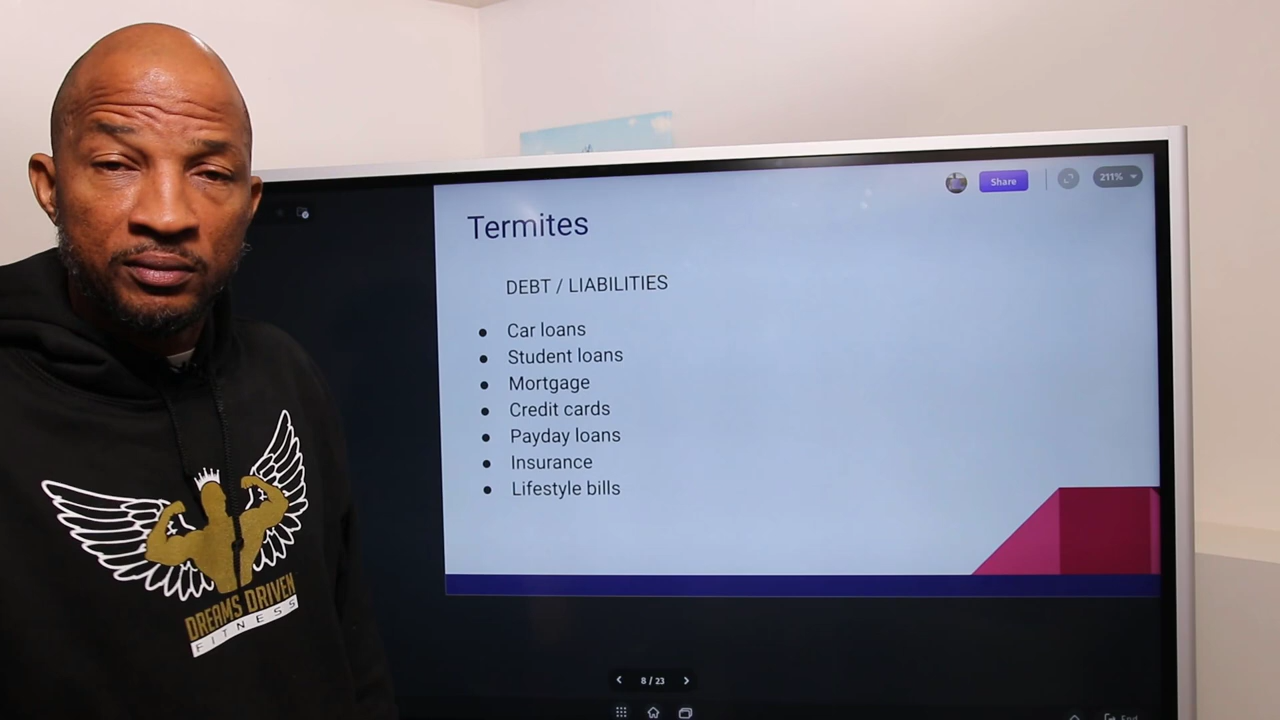 Share
211%
Termites
DEBT / LIABILITIES
● Car loans
● Student loans
● Mortgage
● Credit cards
● Payday loans
● Insurance
● Lifestyle bills
DREAMS DRIVEN
FITNESS
8 / 23
End